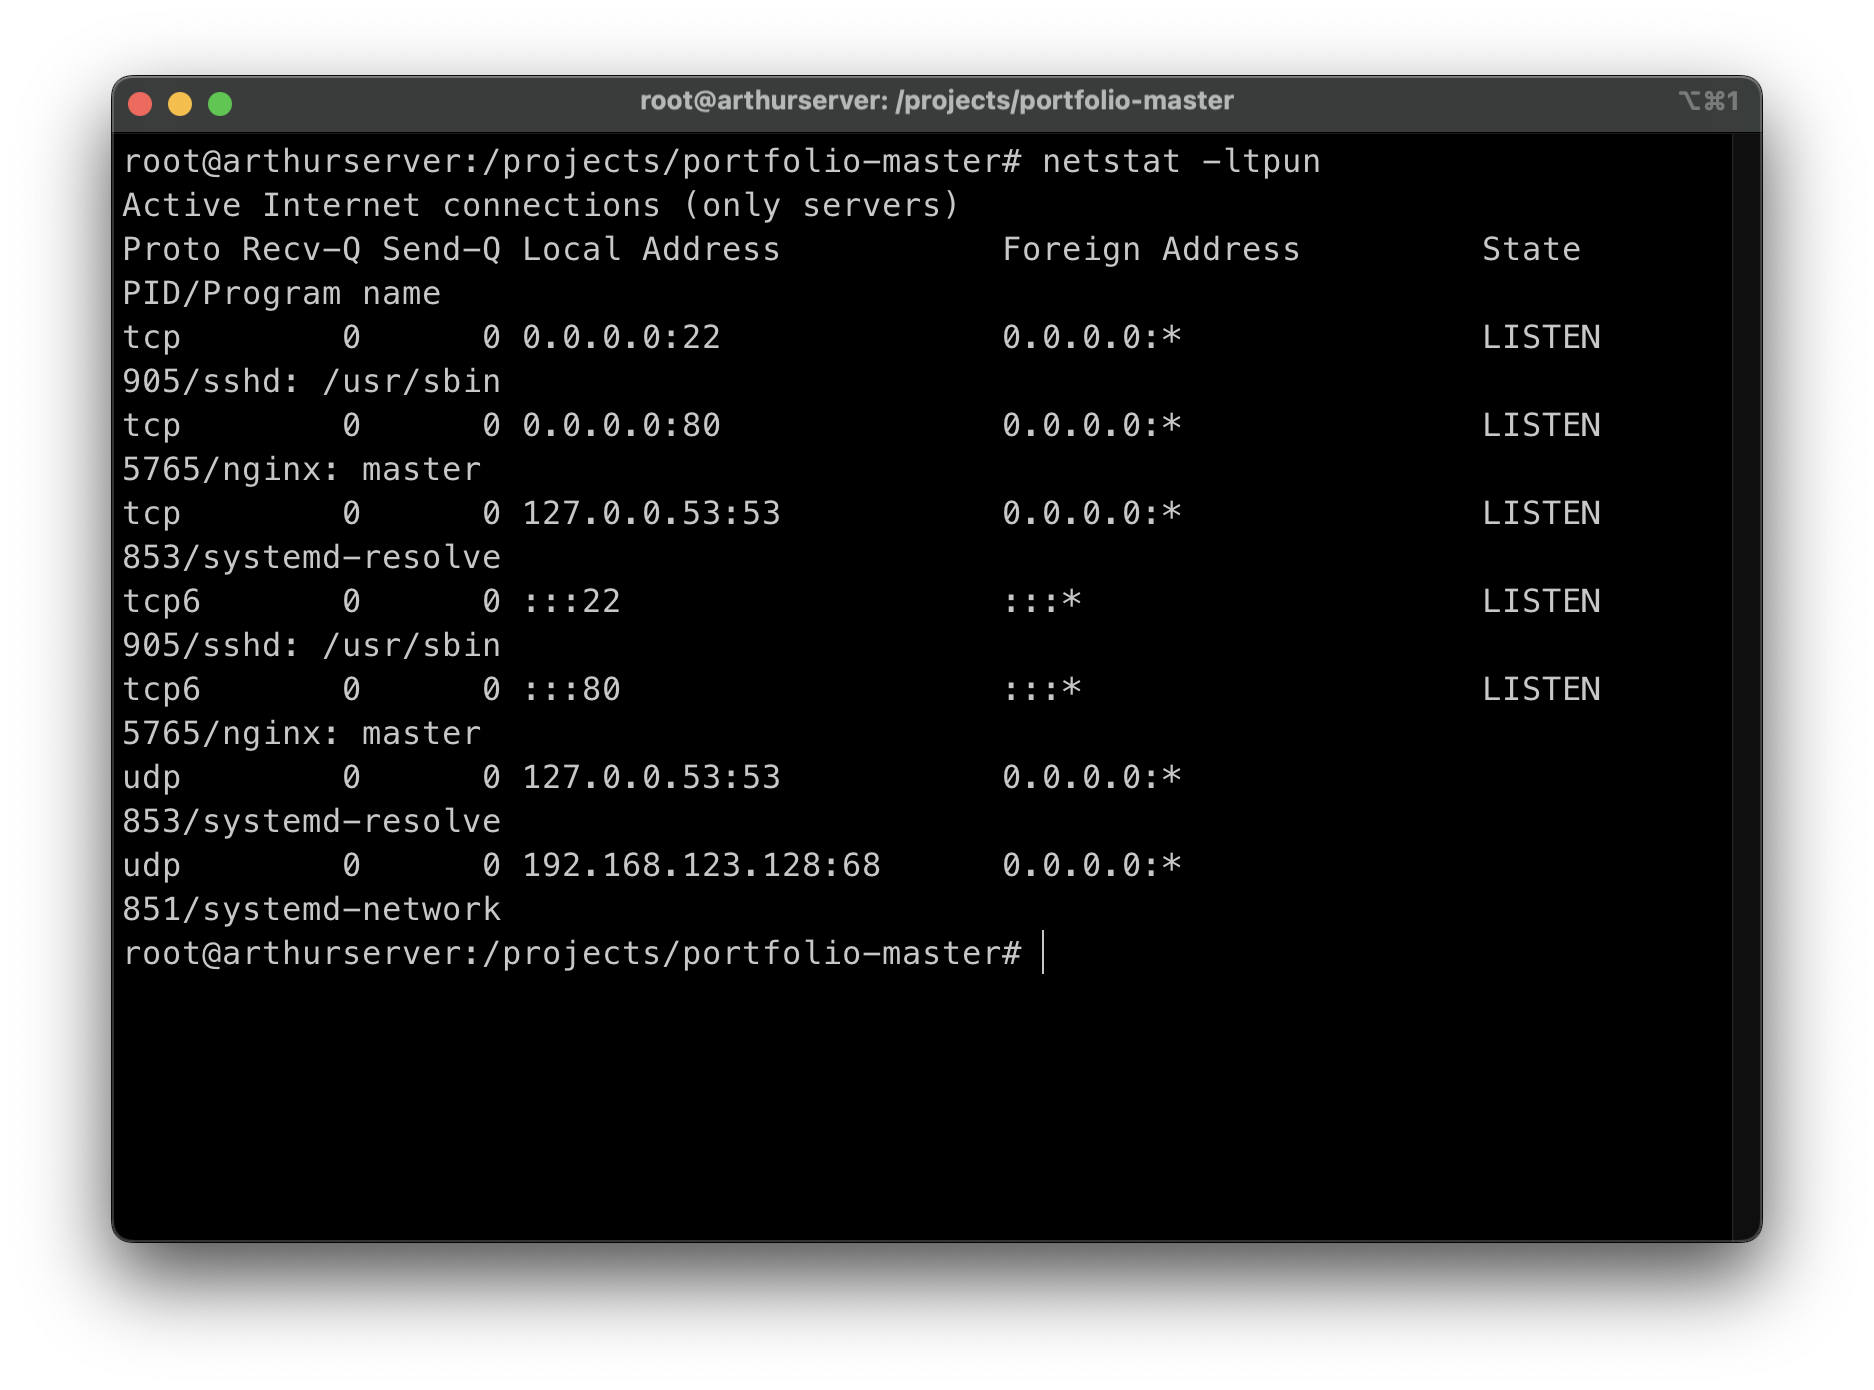 root@arthurserver: /projects/portfolio-master
⌥⌘1
root@arthurserver:/projects/portfolio-master# netstat -ltpun
Active Internet connections (only servers)
Proto Recv-Q Send-Q Local Address           Foreign Address         State
PID/Program name
tcp        0      0 0.0.0.0:22              0.0.0.0:*               LISTEN
905/sshd: /usr/sbin
tcp        0      0 0.0.0.0:80              0.0.0.0:*               LISTEN
5765/nginx: master
tcp        0      0 127.0.0.53:53           0.0.0.0:*               LISTEN
853/systemd-resolve
tcp6       0      0 :::22                   :::*                    LISTEN
905/sshd: /usr/sbin
tcp6       0      0 :::80                   :::*                    LISTEN
5765/nginx: master
udp        0      0 127.0.0.53:53           0.0.0.0:*
853/systemd-resolve
udp        0      0 192.168.123.128:68      0.0.0.0:*
851/systemd-network
root@arthurserver:/projects/portfolio-master#